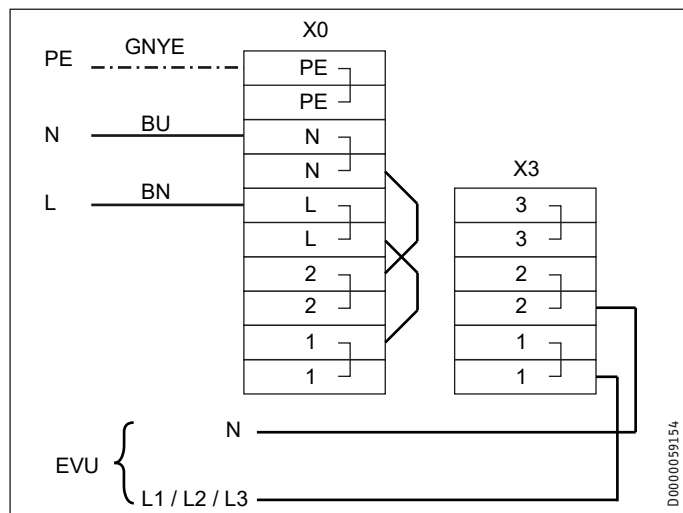 X0
PE GNYE PE
PE
N BU N
N
X3
L BN L 3
L 3
2 2
2 2
1 1
1 1
N
EVU
L1 / L2 / L3
D0000059154